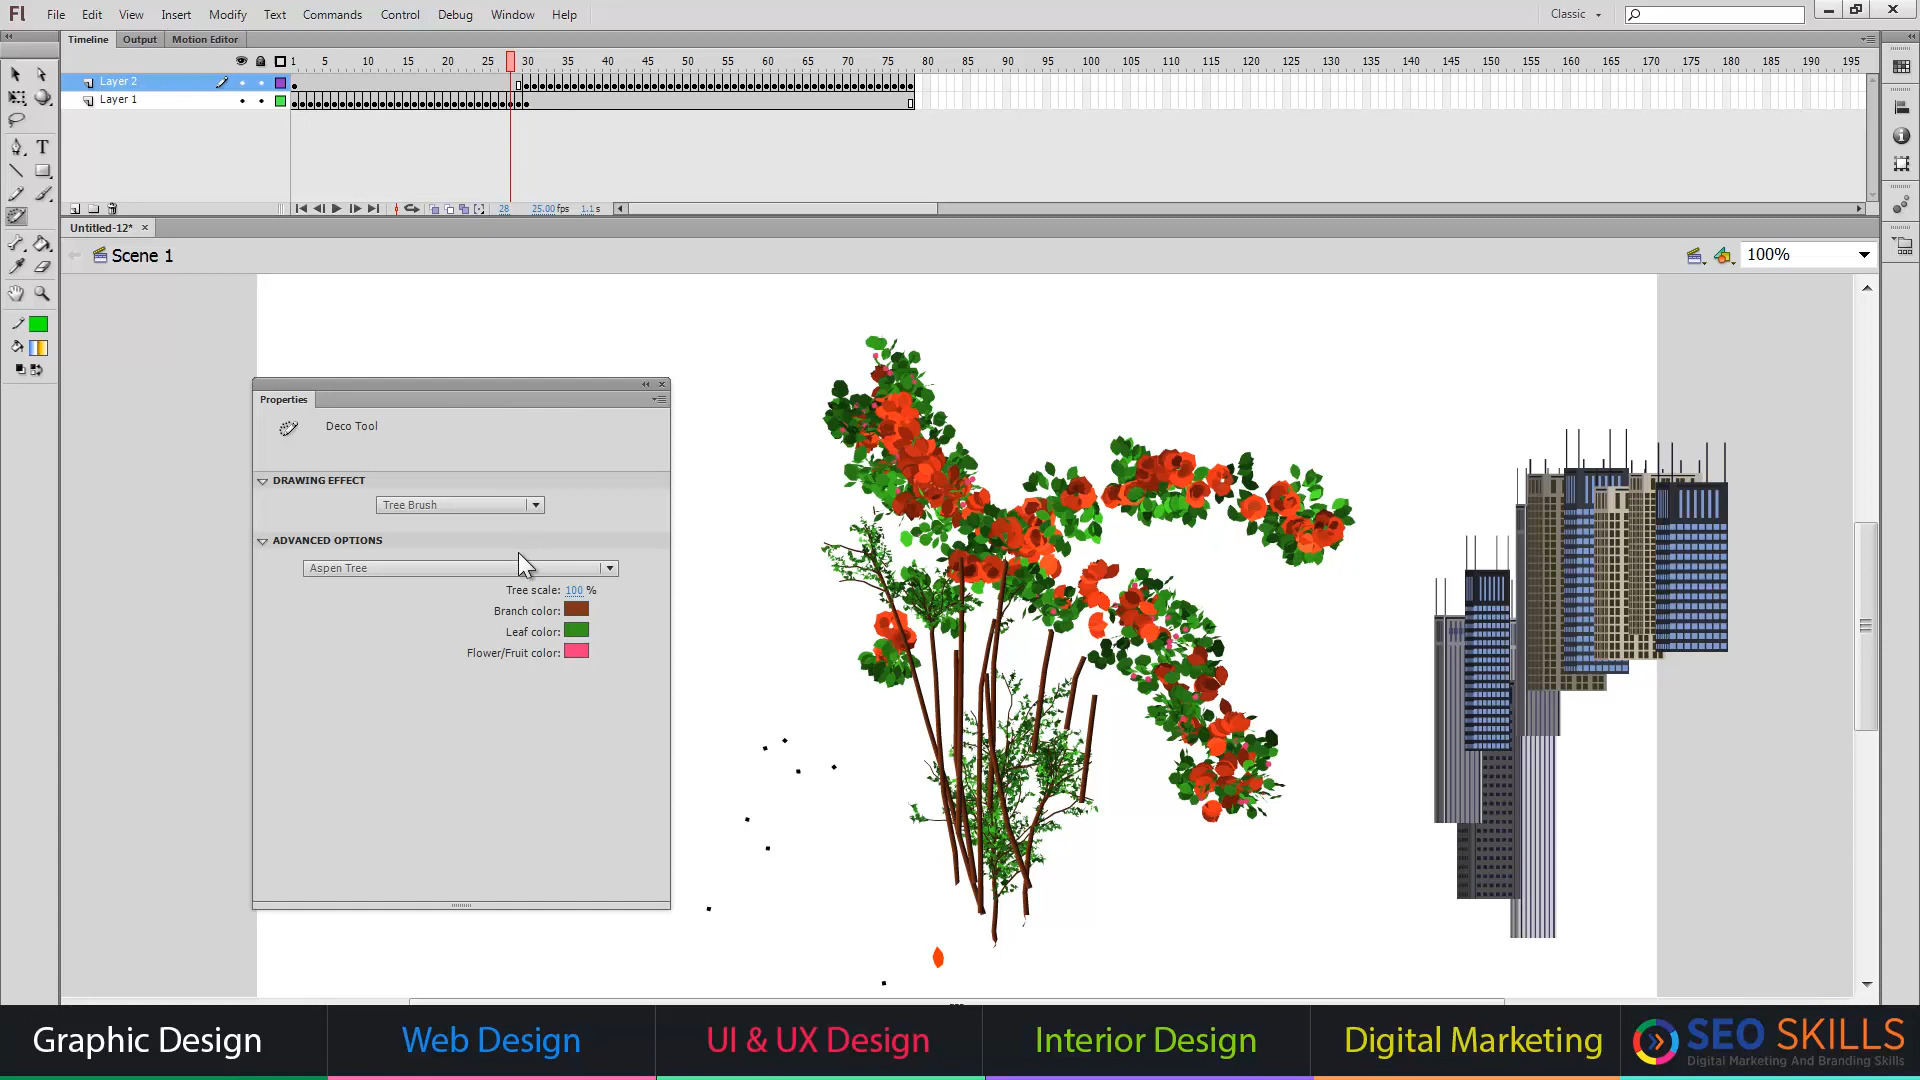 Fl File Edit View Insert Modify Text Commands Control Debug Window Help Classic
Timeline Output Motion Editor
1 5 10 15 20 25 30 35 40 45 50 55 60 65 70 75 80 85 90 95 100 105 110 115 120 125 130 135 140 145 150 155 160 165 170 175 180 185 190 195
Layer 2
Layer 1
28 25.00 fps 1.1 s
Untitled-12*
Scene 1
100%
Properties
Deco Tool
DRAWING EFFECT
Tree Brush
ADVANCED OPTIONS
Aspen Tree
Tree scale: 100 %
Branch color:
Leaf color:
Flower/Fruit color:
Graphic Design Web Design UI & UX Design Interior Design Digital Marketing SEO SKILLS
Digital Marketing And Branding Skills